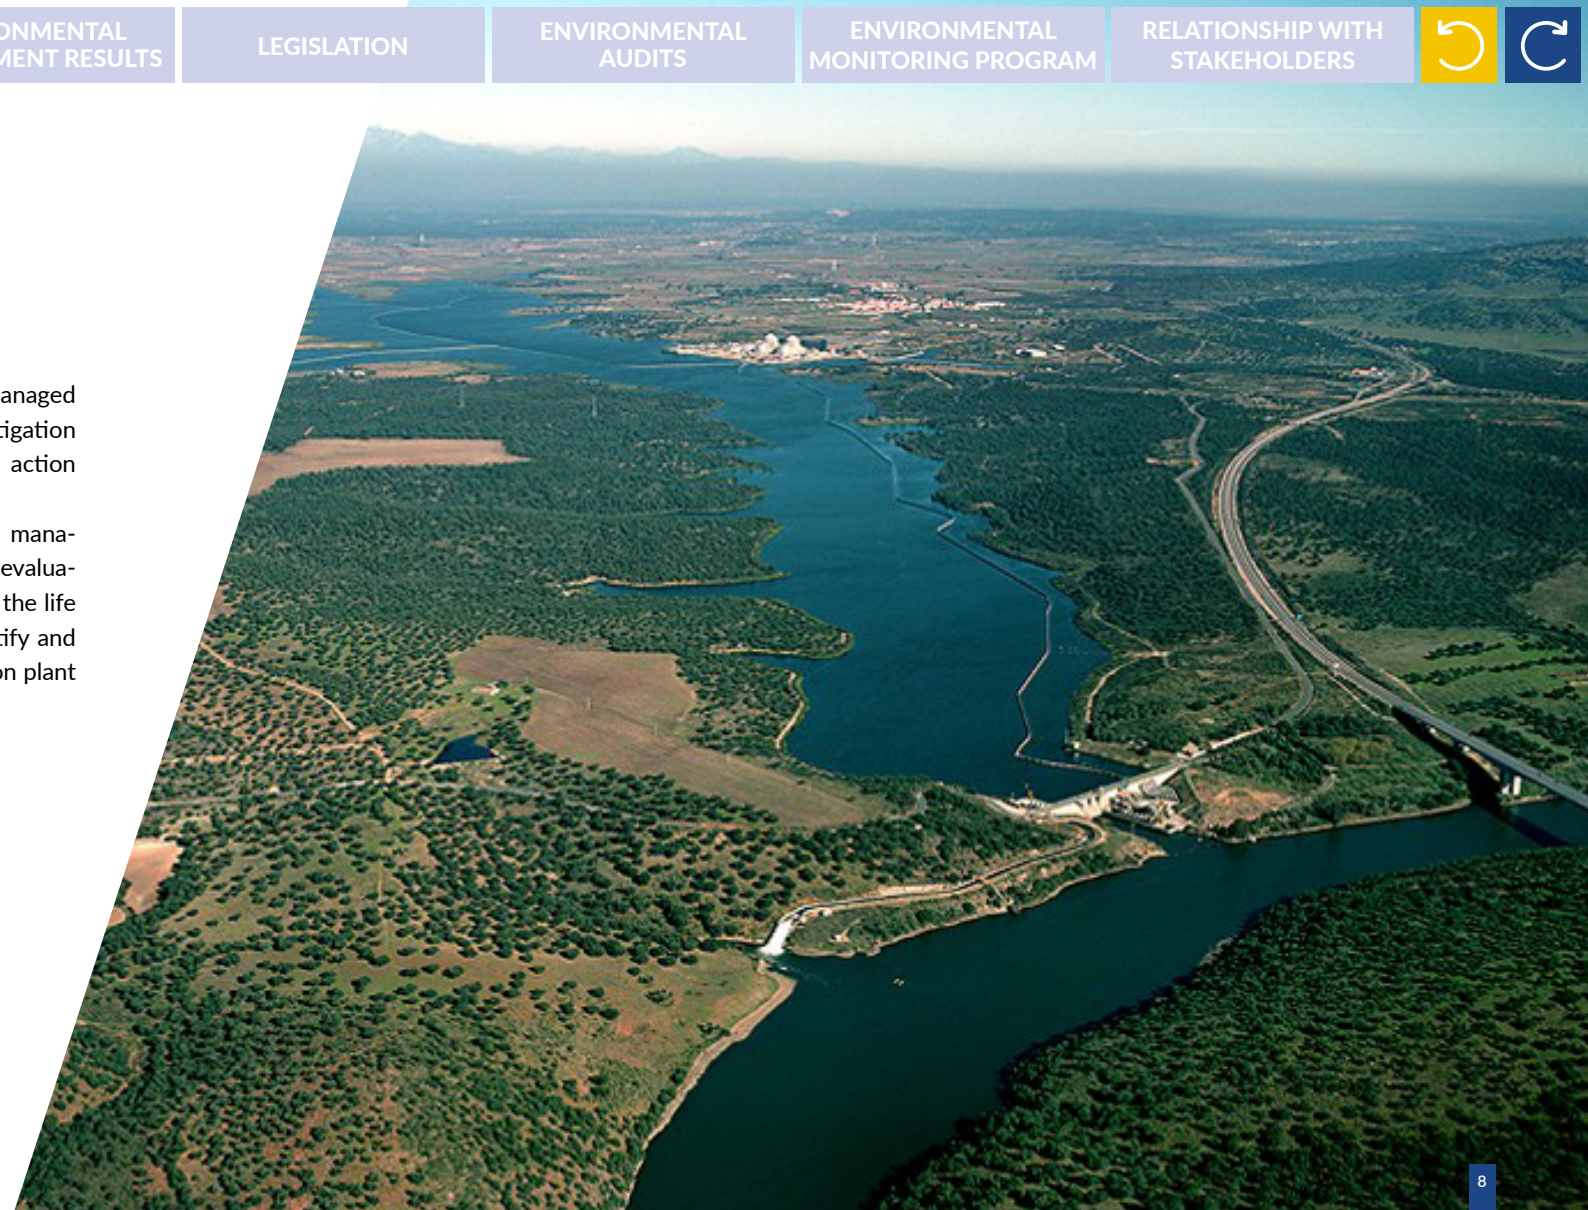 ONMENTAL
MENT RESULTS
LEGISLATION
ENVIRONMENTAL
AUDITS
ENVIRONMENTAL
MONITORING PROGRAM
RELATIONSHIP WITH
STAKEHOLDERS
anaged
tigation
action
mana-
evalua-
the life
tify and
on plant
8